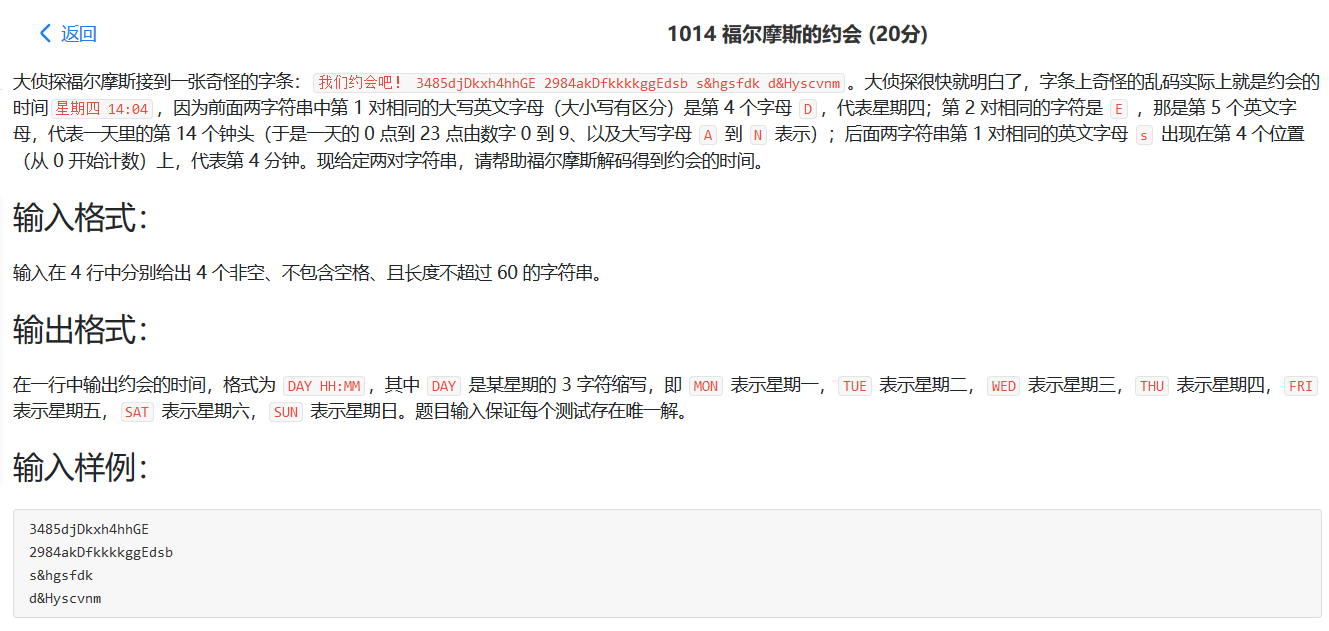 返回
1014 福尔摩斯的约会 (20分)
大侦探福尔摩斯接到一张奇怪的字条： 我们约会吧！ 3485djDkxh4hhGE 2984akDfkkkkggEdsb s&hgsfdk d&Hyscvnm 。大侦探很快就明白了，字条上奇怪的乱码实际上就是约会的
时间 星期四 14:04 ，因为前面两字符串中第 1 对相同的大写英文字母（大小写有区分）是第 4 个字母 D ，代表星期四；第 2 对相同的字符是 E ，那是第 5 个英文字
母，代表一天里的第 14 个钟头（于是一天的 0 点到 23 点由数字 0 到 9、以及大写字母 A 到 N 表示）；后面两字符串第 1 对相同的英文字母 s 出现在第 4 个位置
（从 0 开始计数）上，代表第 4 分钟。现给定两对字符串，请帮助福尔摩斯解码得到约会的时间。
输入格式：
输入在 4 行中分别给出 4 个非空、不包含空格、且长度不超过 60 的字符串。
输出格式：
在一行中输出约会的时间，格式为 DAY HH:MM ，其中 DAY 是某星期的 3 字符缩写，即 MON 表示星期一， TUE 表示星期二， WED 表示星期三， THU 表示星期四， FRI
表示星期五， SAT 表示星期六， SUN 表示星期日。题目输入保证每个测试存在唯一解。
输入样例：
3485djDkxh4hhGE
2984akDfkkkkggEdsb
s&hgsfdk
d&Hyscvnm